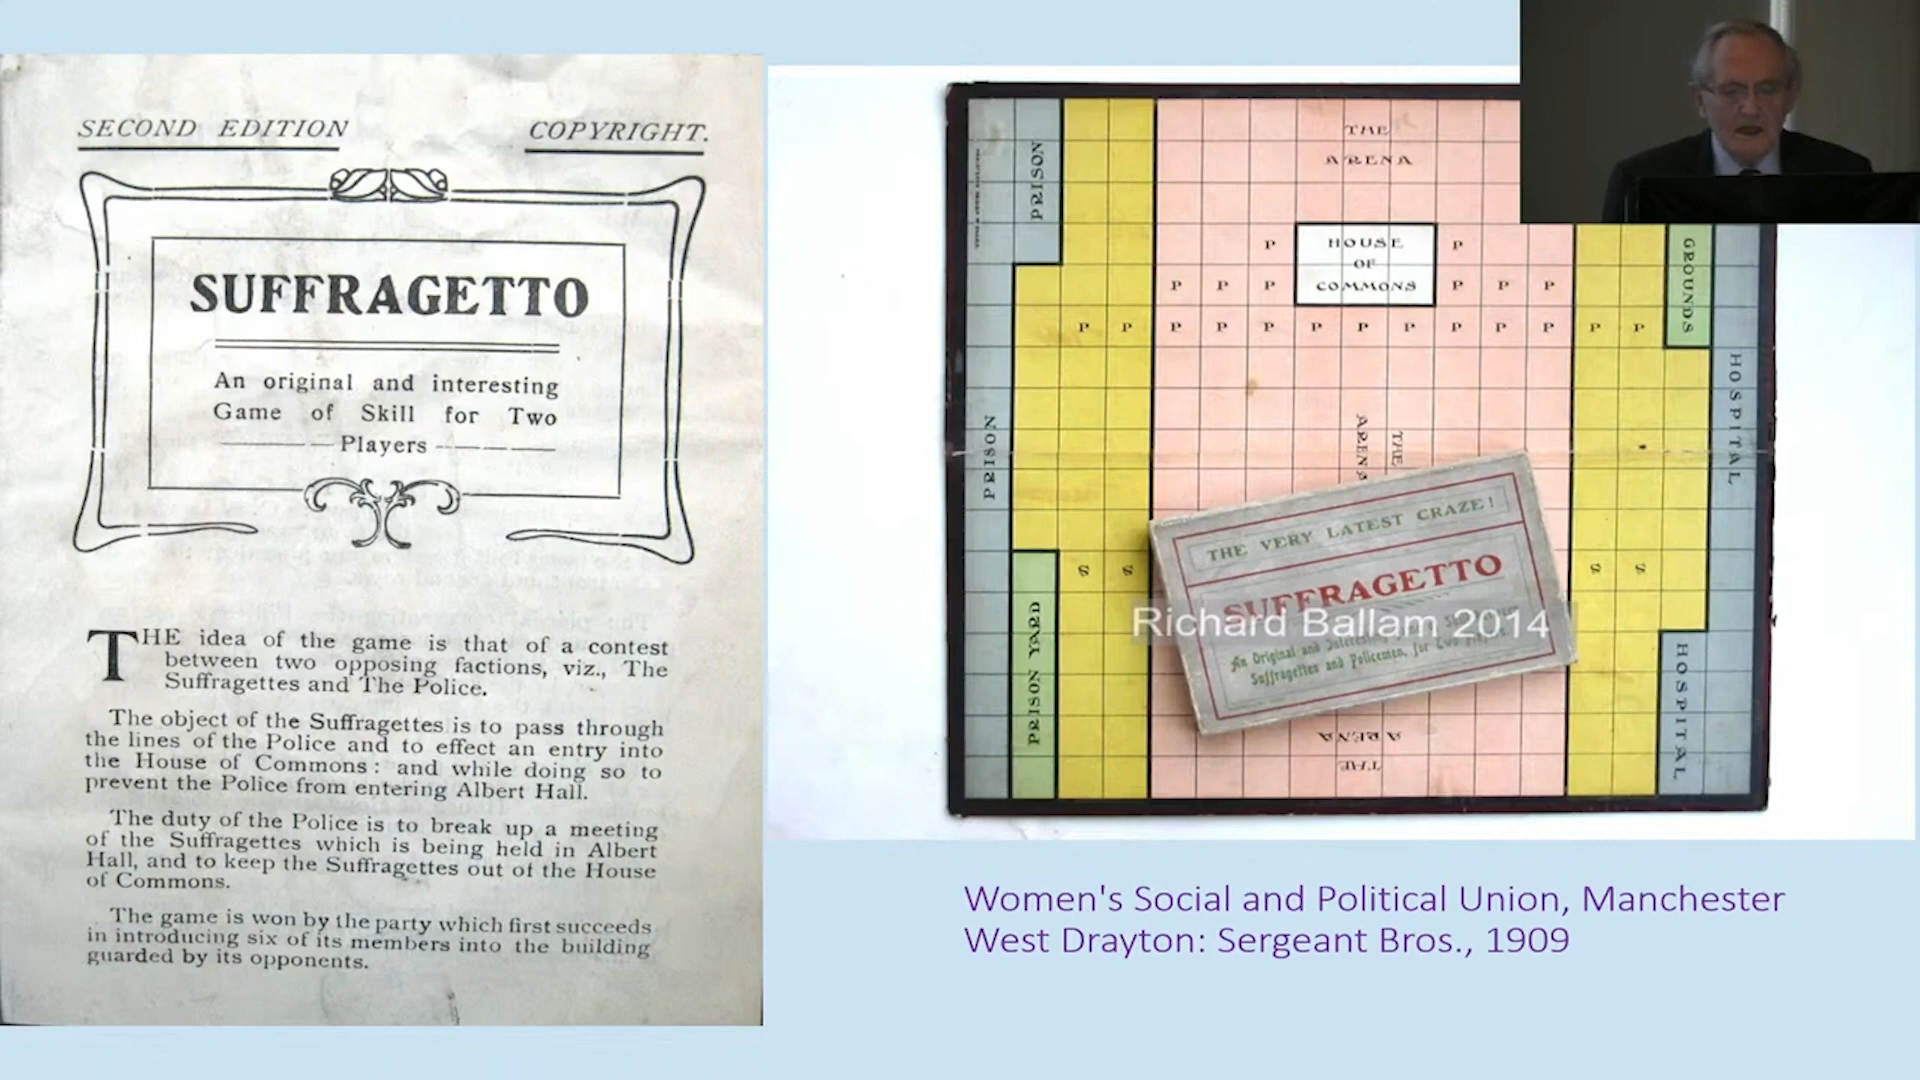 SECOND EDITION
COPYRIGHT.
SUFFRAGETTO
An original and interesting
Game of Skill for Two
Players
THE idea of the game is that of a contest
between two opposing factions, viz., The
Suffragettes and The Police.
The object of the Suffragettes is to pass through
the lines of the Police and to effect an entry into
the House of Commons: and while doing so to
prevent the Police from entering Albert Hall.
The duty of the Police is to break up a meeting
of the Suffragettes which is being held in Albert
Hall, and to keep the Suffragettes out of the House
of Commons.
The game is won by the party which first succeeds
in introducing six of its members into the building
guarded by its opponents.
THE
ARENA
PRISON
P HOUSE P
OF
P P P COMMONS P P P
P P P P P P P P P P P P P
GROUNDS
HOSPITAL
PRISON
THE
ARENA
S S S S
THE VERY LATEST CRAZE!
SUFFRAGETTO
An Original and
Suffragettes and Policemen, for Two
Richard Ballam 2014
PRISON YARD
HOSPITAL
ARENA
THE
Women's Social and Political Union, Manchester
West Drayton: Sergeant Bros., 1909